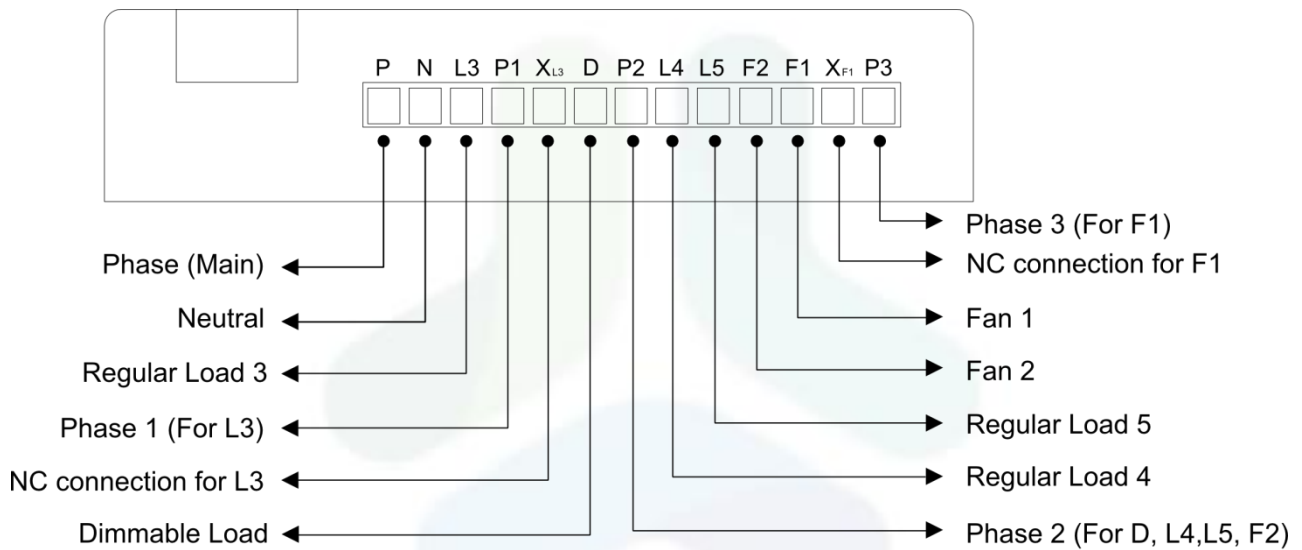 P N L3 P1 XL3 D P2 L4 L5 F2 F1 XF1 P3
Phase (Main)
Neutral
Regular Load 3
Phase 1 (For L3)
NC connection for L3
Dimmable Load
Phase 3 (For F1)
NC connection for F1
Fan 1
Fan 2
Regular Load 5
Regular Load 4
Phase 2 (For D, L4,L5, F2)